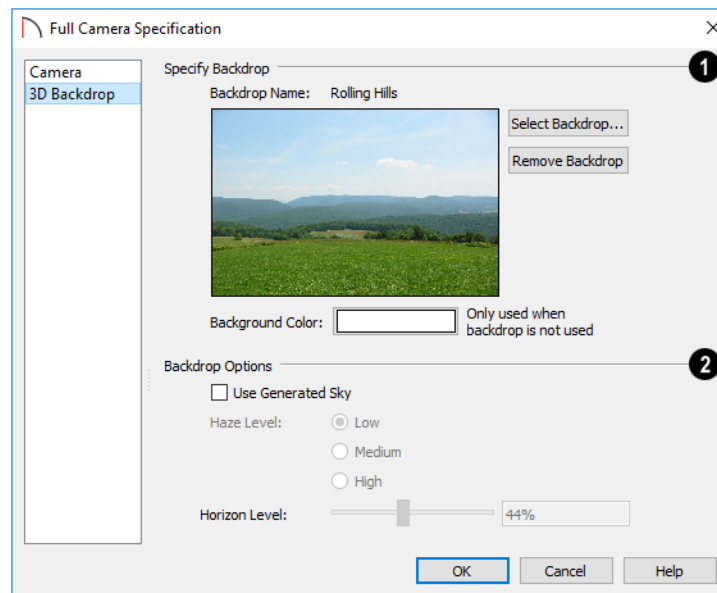 Full Camera Specification
Camera
3D Backdrop
Specify Backdrop
1
Backdrop Name: Rolling Hills
Select Backdrop...
Remove Backdrop
Background Color:
Only used when
backdrop is not used
Backdrop Options
2
Use Generated Sky
Haze Level:
Low
Medium
High
Horizon Level:
44%
OK
Cancel
Help